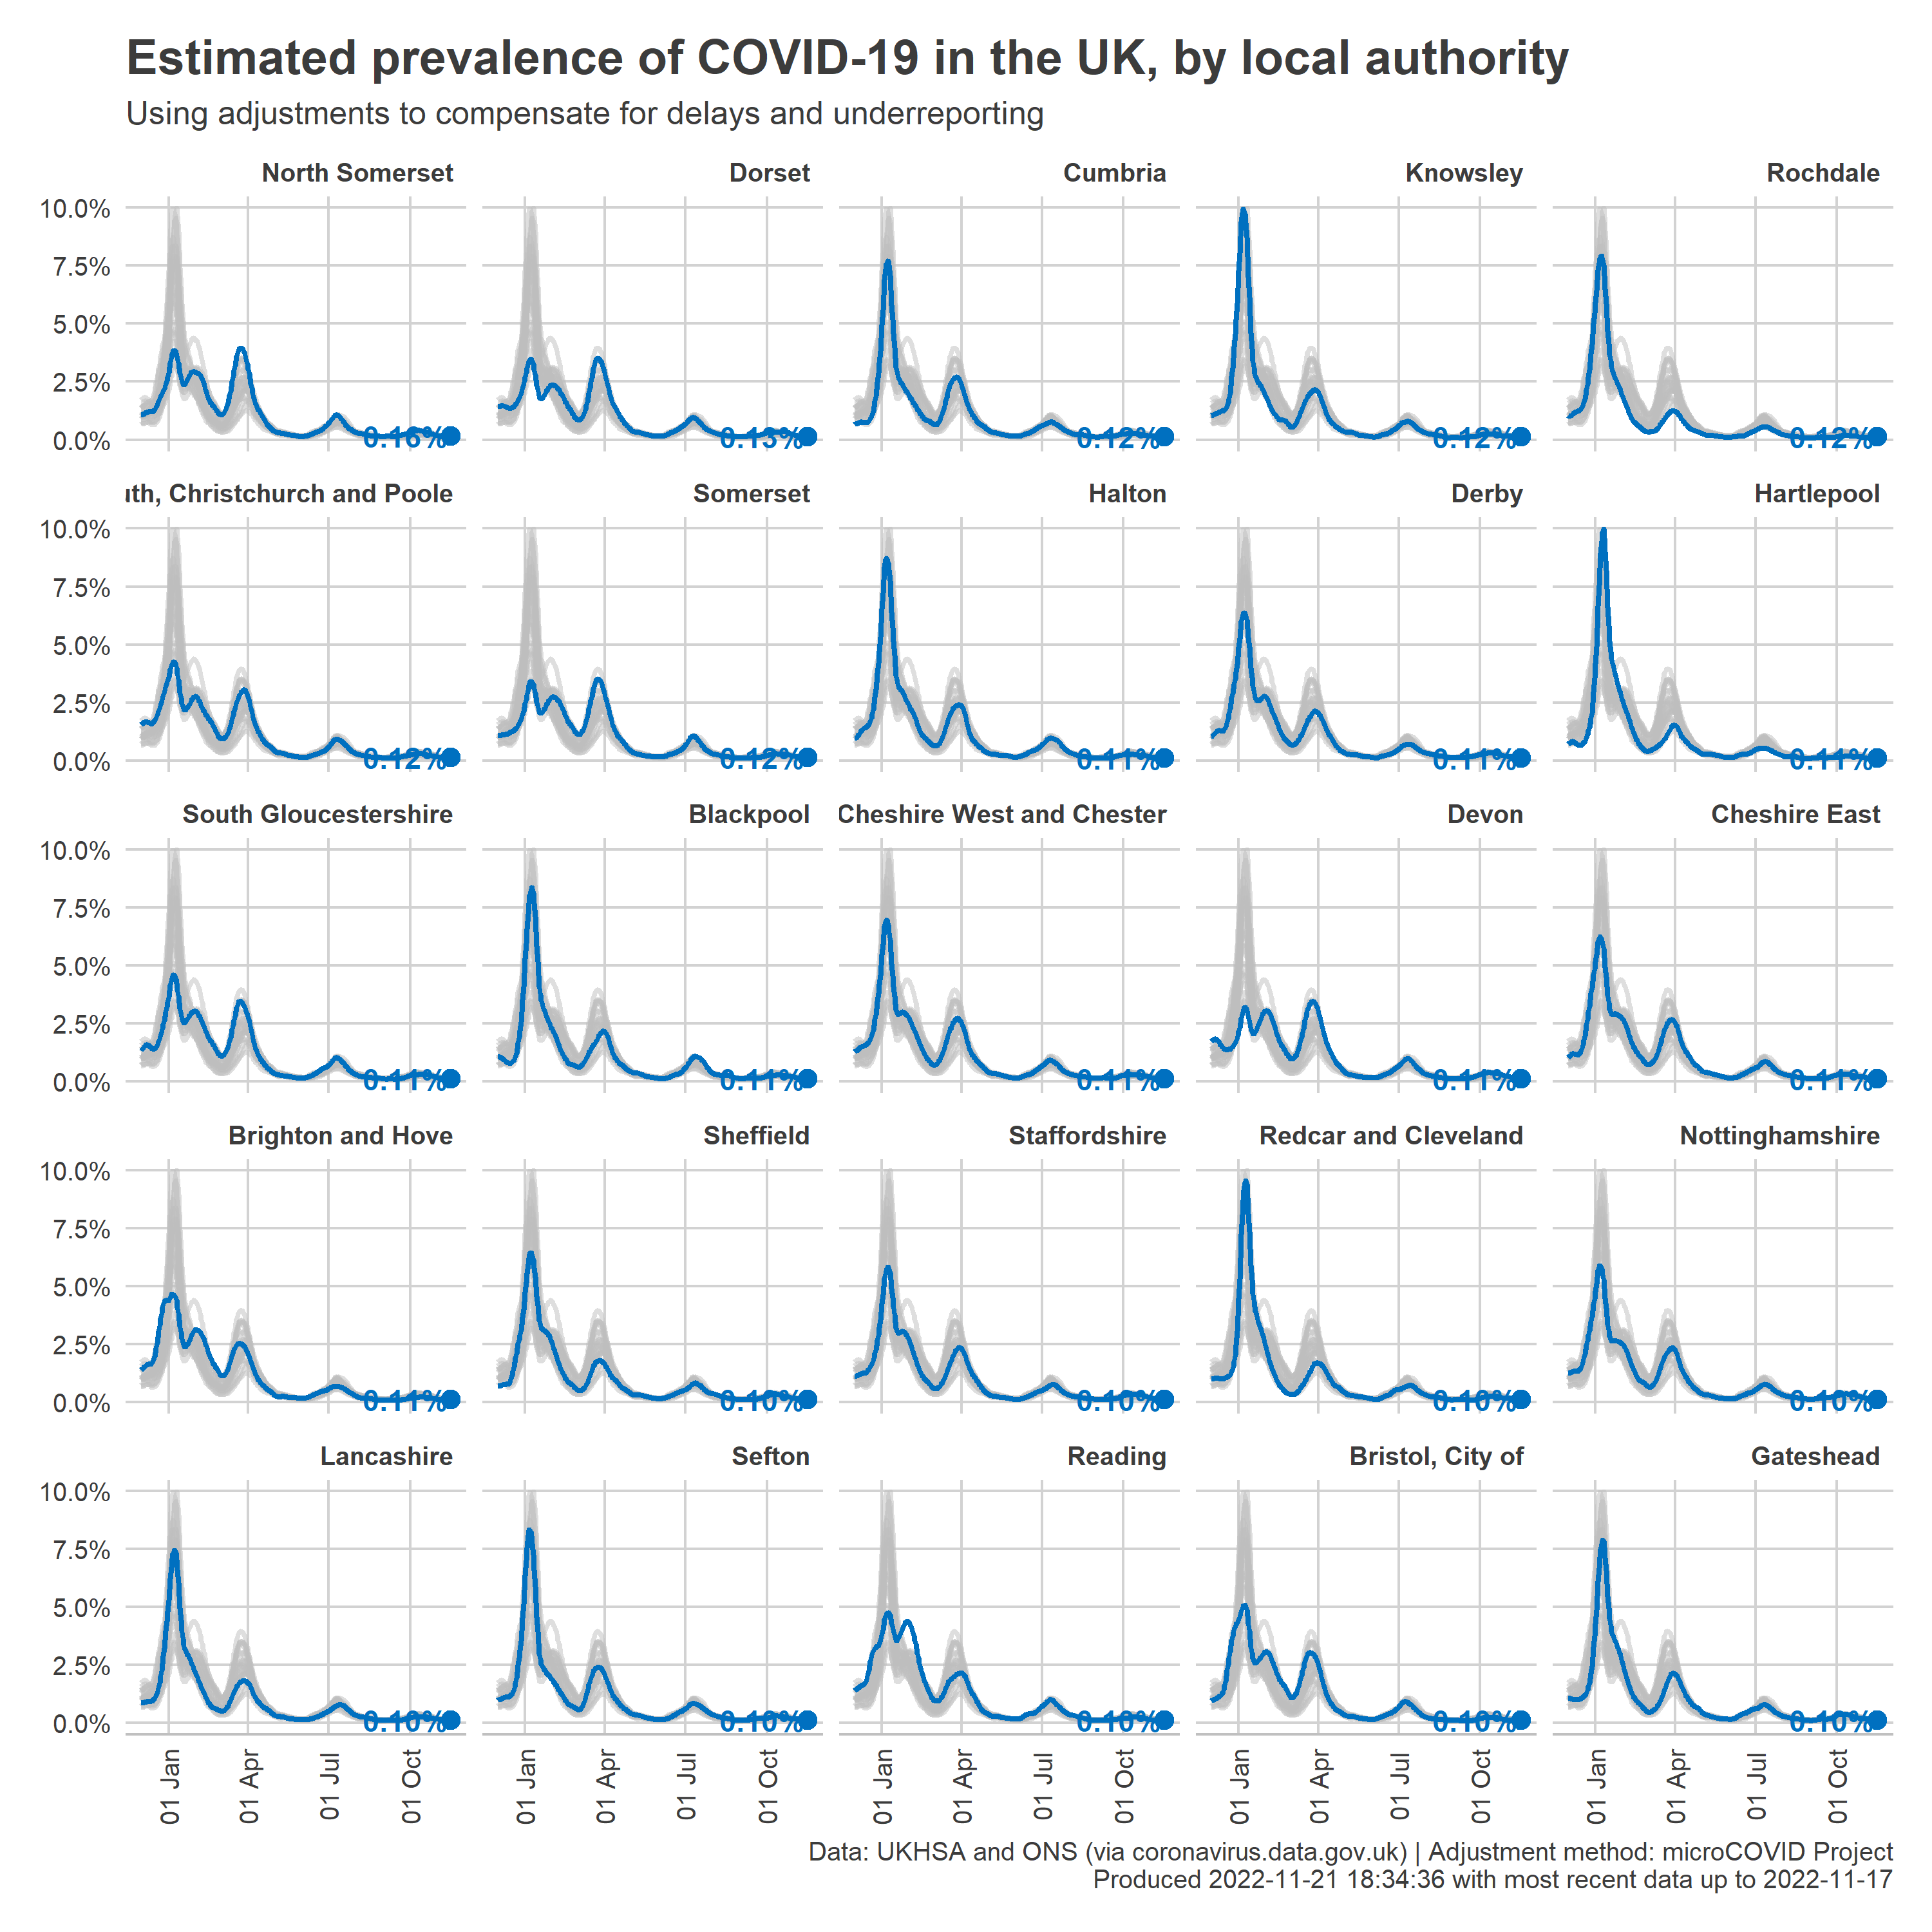 Estimated prevalence of COVID-19 in the UK, by local authority
Using adjustments to compensate for delays and underreporting
North Somerset Dorset Cumbria Knowsley Rochdale
10.0%
7.5%
5.0%
2.5%
0.0%
0.16% 0.13% 0.12% 0.12% 0.12%
uth, Christchurch and Poole Somerset Halton Derby Hartlepool
10.0%
7.5%
5.0%
2.5%
0.0%
0.12% 0.12% 0.11% 0.11% 0.11%
South Gloucestershire Blackpool Cheshire West and Chester Devon Cheshire East
10.0%
7.5%
5.0%
2.5%
0.0%
0.11% 0.11% 0.11% 0.11% 0.11%
Brighton and Hove Sheffield Staffordshire Redcar and Cleveland Nottinghamshire
10.0%
7.5%
5.0%
2.5%
0.0%
0.11% 0.10% 0.10% 0.10% 0.10%
Lancashire Sefton Reading Bristol, City of Gateshead
10.0%
7.5%
5.0%
2.5%
0.0%
0.10% 0.10% 0.10% 0.10% 0.10%
01 Jan 01 Apr 01 Jul 01 Oct 01 Jan 01 Apr 01 Jul 01 Oct 01 Jan 01 Apr 01 Jul 01 Oct 01 Jan 01 Apr 01 Jul 01 Oct 01 Jan 01 Apr 01 Jul 01 Oct
Data: UKHSA and ONS (via coronavirus.data.gov.uk) | Adjustment method: microCOVID Project
Produced 2022-11-21 18:34:36 with most recent data up to 2022-11-17